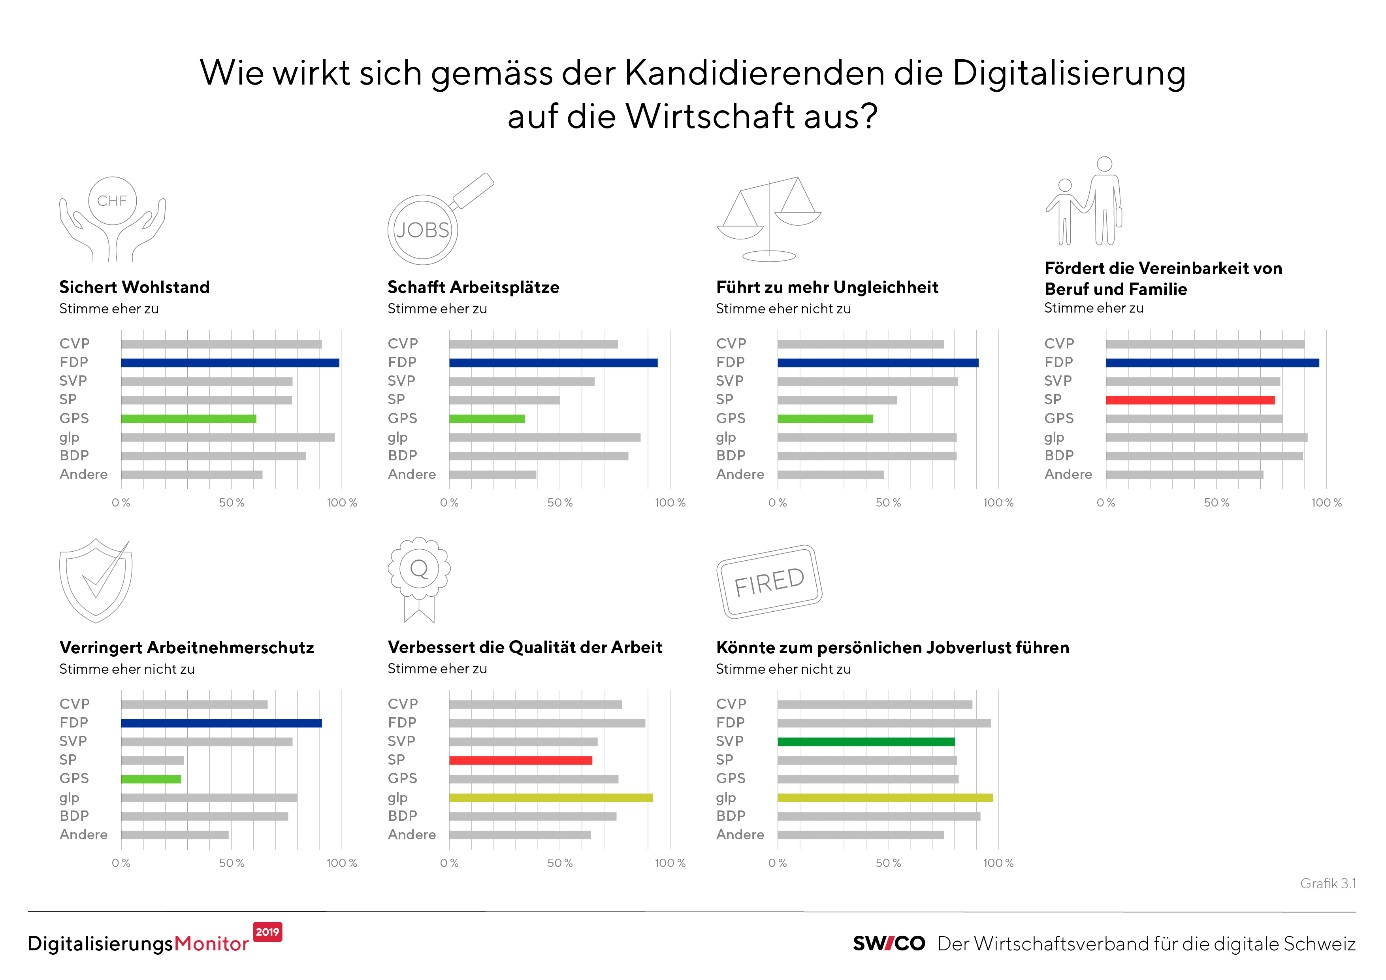 Wie wirkt sich gemäss der Kandidierenden die Digitalisierung
auf die Wirtschaft aus?
CHF
Sichert Wohlstand
Stimme eher zu
CVP
FDP
SVP
SP
GPS
glp
BDP
Andere
0 % 50 % 100 %
JOBS
Schafft Arbeitsplätze
Stimme eher zu
CVP
FDP
SVP
SP
GPS
glp
BDP
Andere
0 % 50 % 100 %
Führt zu mehr Ungleichheit
Stimme eher nicht zu
CVP
FDP
SVP
SP
GPS
glp
BDP
Andere
0 % 50 % 100 %
Fördert die Vereinbarkeit von
Beruf und Familie
Stimme eher zu
CVP
FDP
SVP
SP
GPS
glp
BDP
Andere
0 % 50 % 100 %
Verringert Arbeitnehmerschutz
Stimme eher nicht zu
CVP
FDP
SVP
SP
GPS
glp
BDP
Andere
0 % 50 % 100 %
Q
Verbessert die Qualität der Arbeit
Stimme eher zu
CVP
FDP
SVP
SP
GPS
glp
BDP
Andere
0 % 50 % 100 %
FIRED
Könnte zum persönlichen Jobverlust führen
Stimme eher nicht zu
CVP
FDP
SVP
SP
GPS
glp
BDP
Andere
0 % 50 % 100 %
Grafik 3.1
DigitalisierungsMonitor 2019
SWICO Der Wirtschaftsverband für die digitale Schweiz